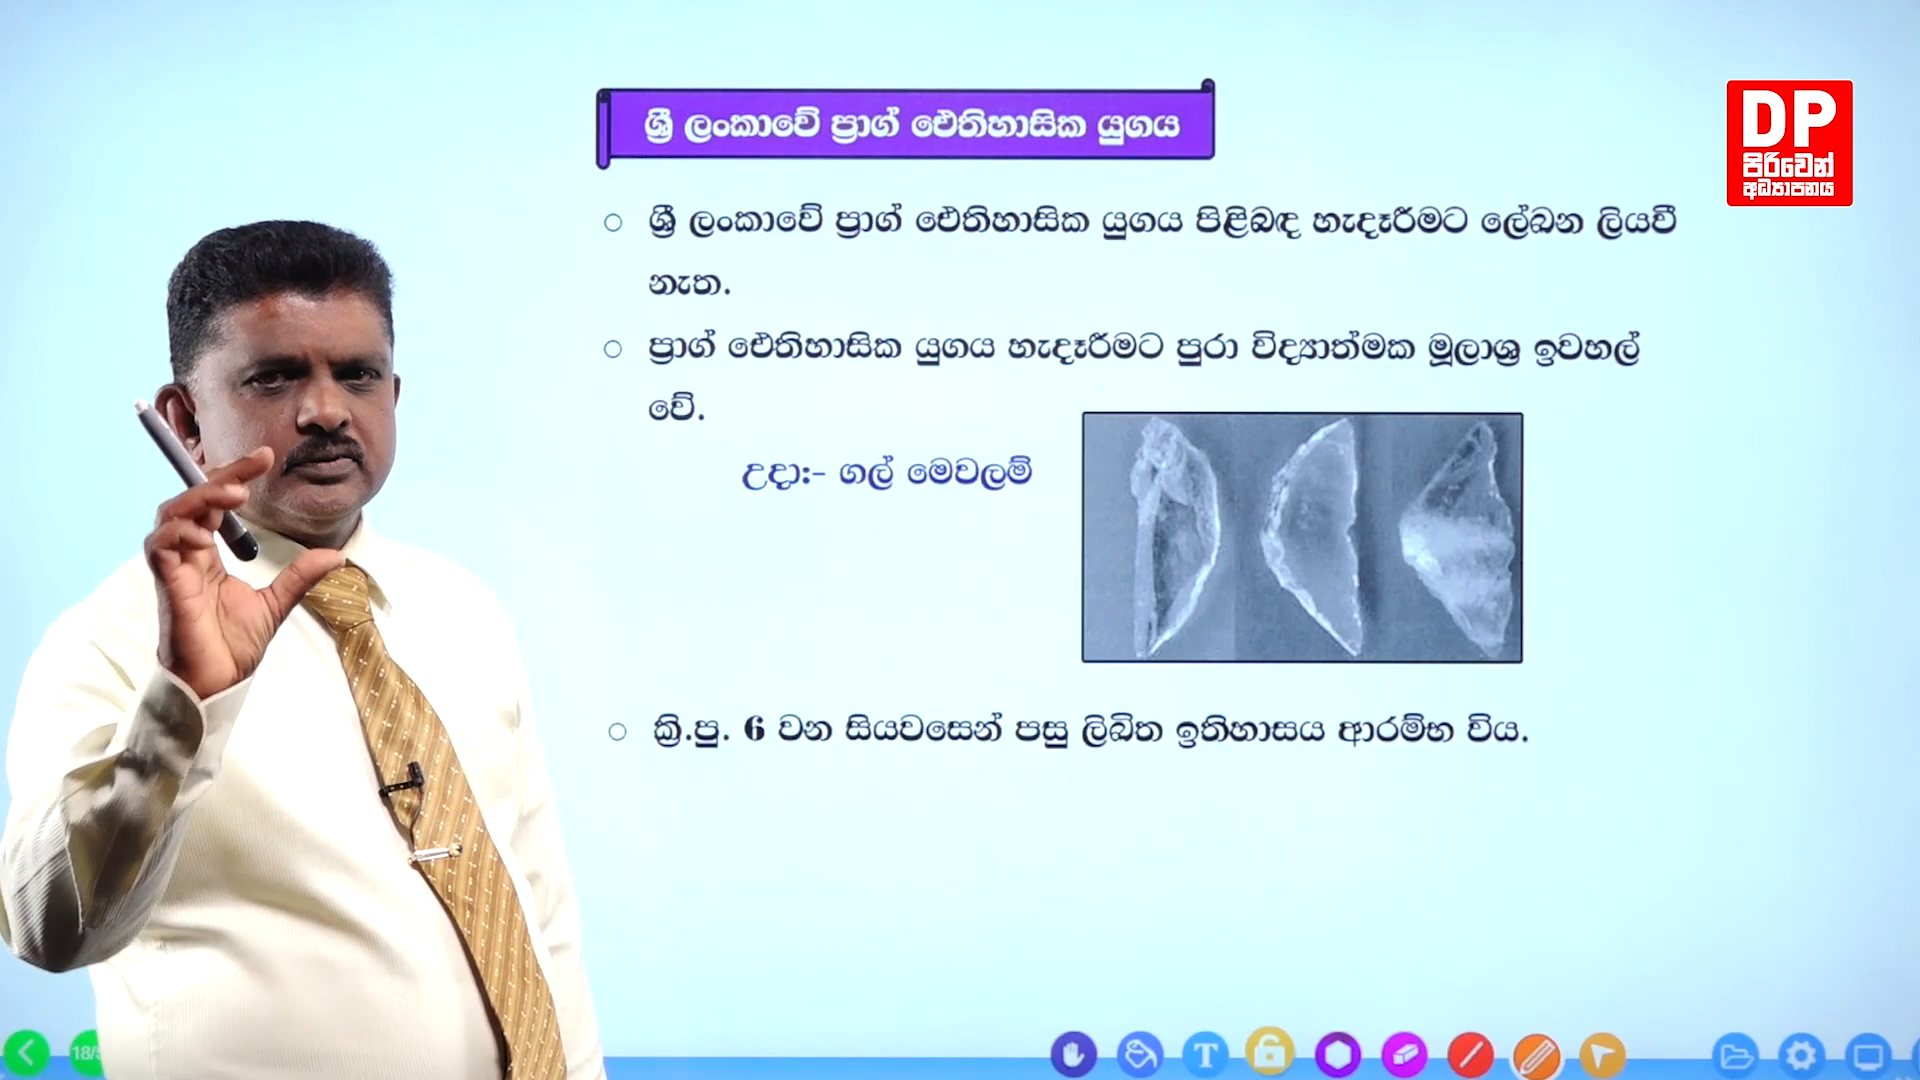 ශ්‍රී ලංකාවේ ප්‍රාග් ඓතිහාසික යුගය
DP
පිරිවෙන්
අධ්‍යාපනය
ශ්‍රී ලංකාවේ ප්‍රාග් ඓතිහාසික යුගය පිළිබඳ හැදෑරීමට ලේඛන ලියවී
නැත.
ප්‍රාග් ඓතිහාසික යුගය හැදෑරීමට පුරා විද්‍යාත්මක මූලාශ්‍ර ඉවහල්
වේ.
උදා:- ගල් මෙවලම්
ක්‍රි.පූ. 6 වන සියවසෙන් පසු ලිඛිත ඉතිහාසය ආරම්භ විය.
T